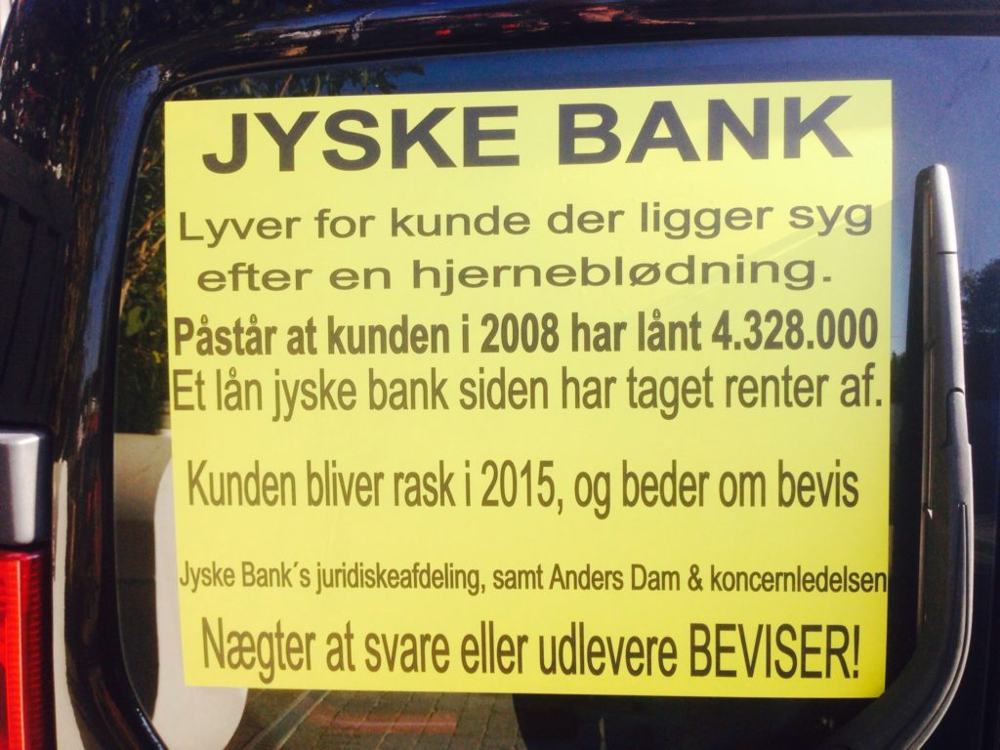 JYSKE BANK
Lyver for kunde der ligger syg
efter en hjerneblødning.
Påstår at kunden i 2008 har lånt 4.328.000
Et lån jyske bank siden har taget renter af.
Kunden bliver rask i 2015, og beder om bevis
Jyske Bank´s juridiskeafdeling, samt Anders Dam & koncernledelsen
Nægter at svare eller udlevere BEVISER!